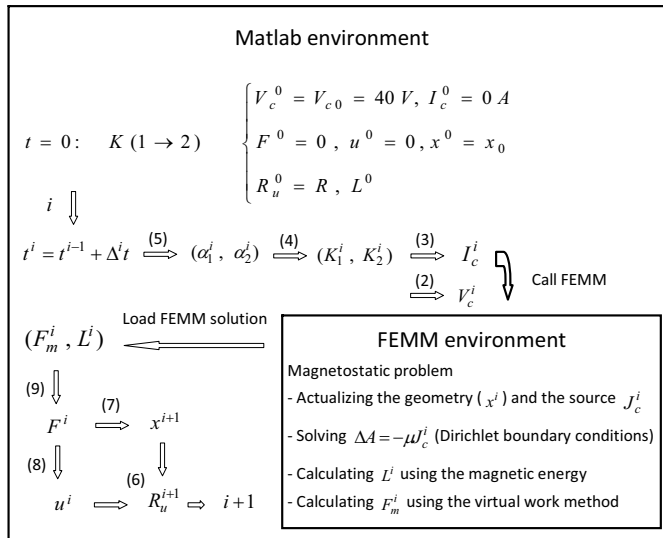 Matlab environment
V_c^0 = V_{c0} = 40 V, I_c^0 = 0 A
t = 0 : K (1 → 2) F^0 = 0 , u^0 = 0 , x^0 = x_0
R_u^0 = R , L^0
i ⇓
t^i = t^{i-1} + Δ^i t (5) ⇒ (α_1^i , α_2^i) (4) ⇒ (K_1^i , K_2^i) (3) ⇒ I_c^i
(2) ⇒ V_c^i
Call FEMM
Load FEMM solution
(F_m^i , L^i)
(9) ⇓
F^i (7) ⇒ x^{i+1}
(8) ⇓ ⇓
u^i ⇒ (6) R_u^{i+1} ⇒ i+1
FEMM environment
Magnetostatic problem
- Actualizing the geometry ( x^i ) and the source J_c^i
- Solving ΔA = −μJ_c^i (Dirichlet boundary conditions)
- Calculating L^i using the magnetic energy
- Calculating F_m^i using the virtual work method